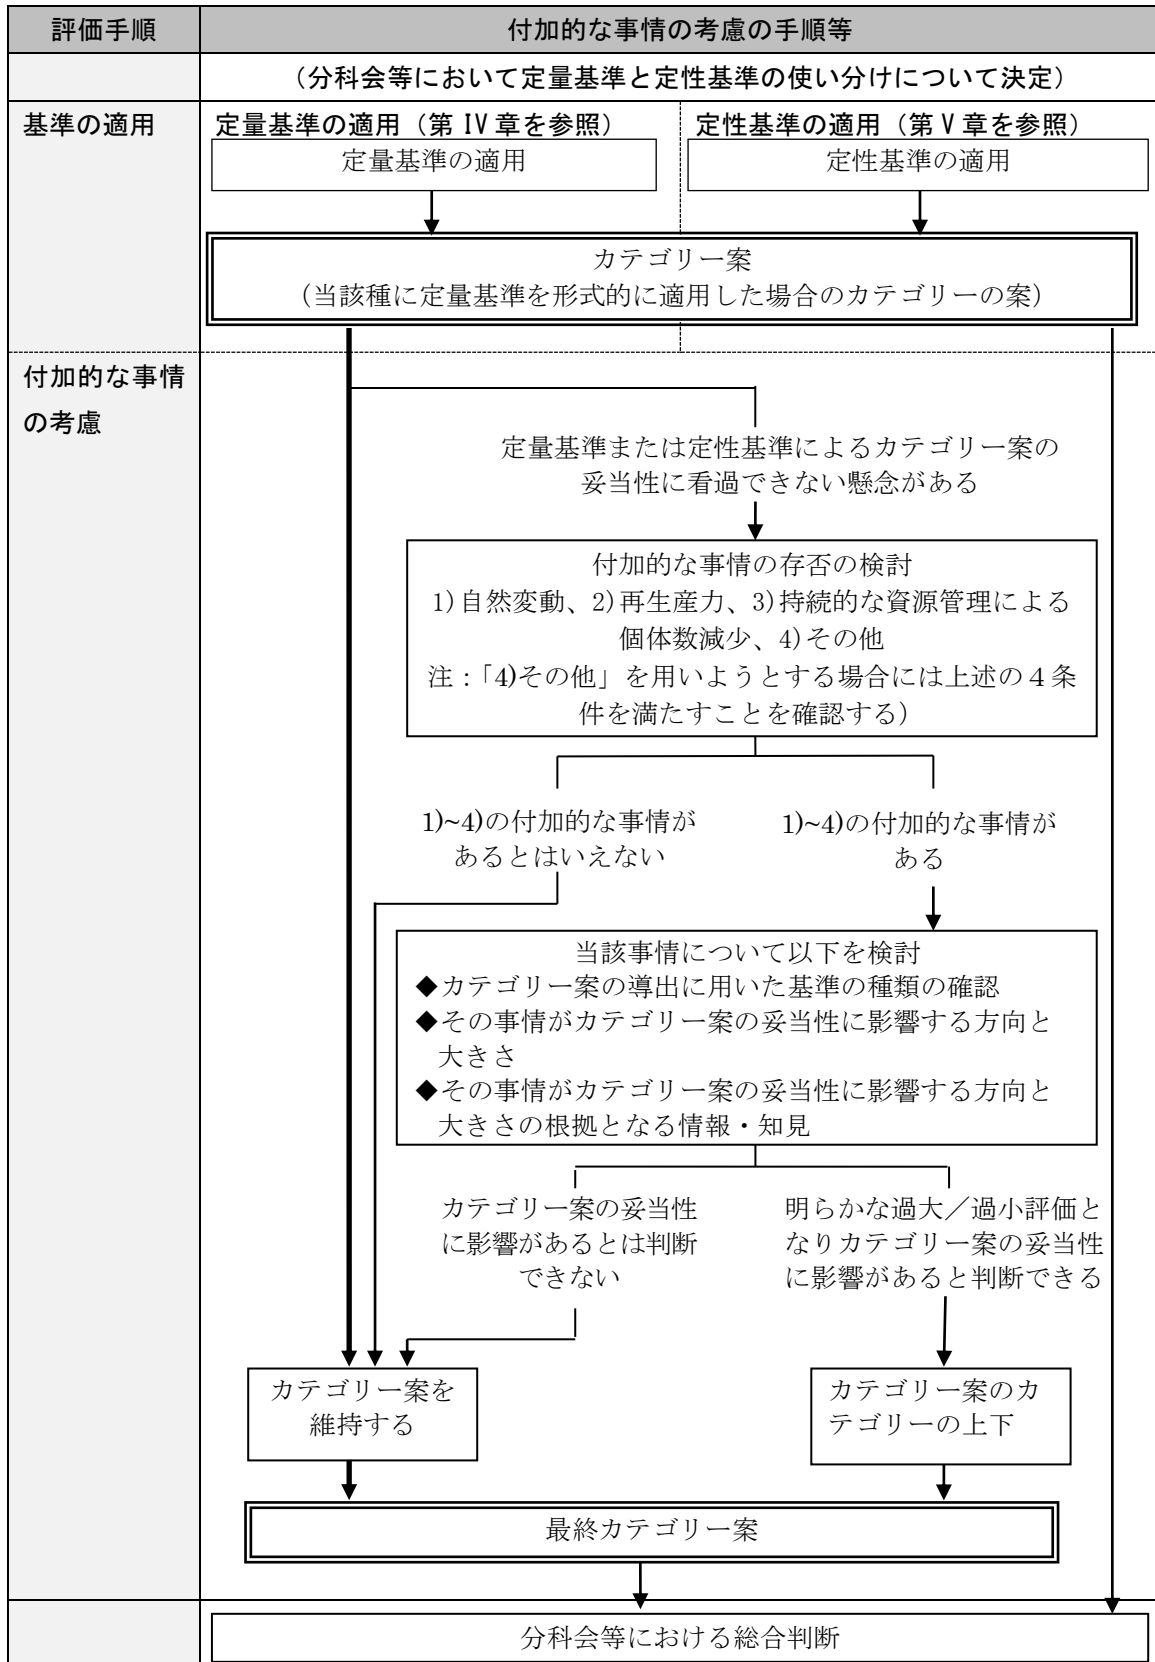 評価手順
付加的な事情の考慮の手順等
（分科会等において定量基準と定性基準の使い分けについて決定）
基準の適用
定量基準の適用（第 IV 章を参照）
定性基準の適用（第 V 章を参照）
定量基準の適用
定性基準の適用
カテゴリー案
（当該種に定量基準を形式的に適用した場合のカテゴリーの案）
付加的な事情
の考慮
定量基準または定性基準によるカテゴリー案の
妥当性に看過できない懸念がある
付加的な事情の存否の検討
1)自然変動、2)再生産力、3)持続的な資源管理による
個体数減少、4)その他
注：「4)その他」を用いようとする場合には上述の４条
件を満たすことを確認する）
1)~4)の付加的な事情が
あるとはいえない
1)~4)の付加的な事情が
ある
当該事情について以下を検討
◆カテゴリー案の導出に用いた基準の種類の確認
◆その事情がカテゴリー案の妥当性に影響する方向と
大きさ
◆その事情がカテゴリー案の妥当性に影響する方向と
大きさの根拠となる情報・知見
カテゴリー案の妥当性
に影響があるとは判断
できない
明らかな過大／過小評価と
なりカテゴリー案の妥当性
に影響があると判断できる
カテゴリー案を
維持する
カテゴリー案のカ
テゴリーの上下
最終カテゴリー案
分科会等における総合判断